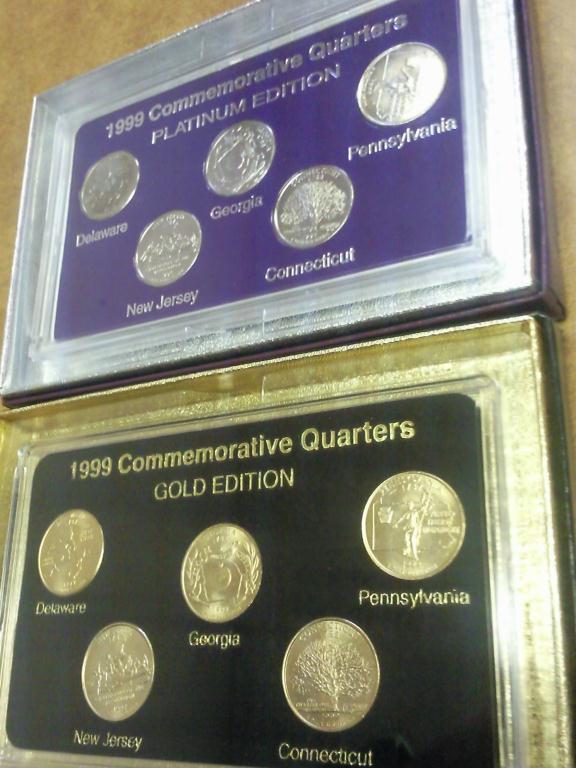 1999 Commemorative Quarters
PLATINUM EDITION
Pennsylvania
Georgia
Delaware
Connecticut
New Jersey
1999 Commemorative Quarters
GOLD EDITION
Pennsylvania
Delaware
Georgia
New Jersey
Connecticut